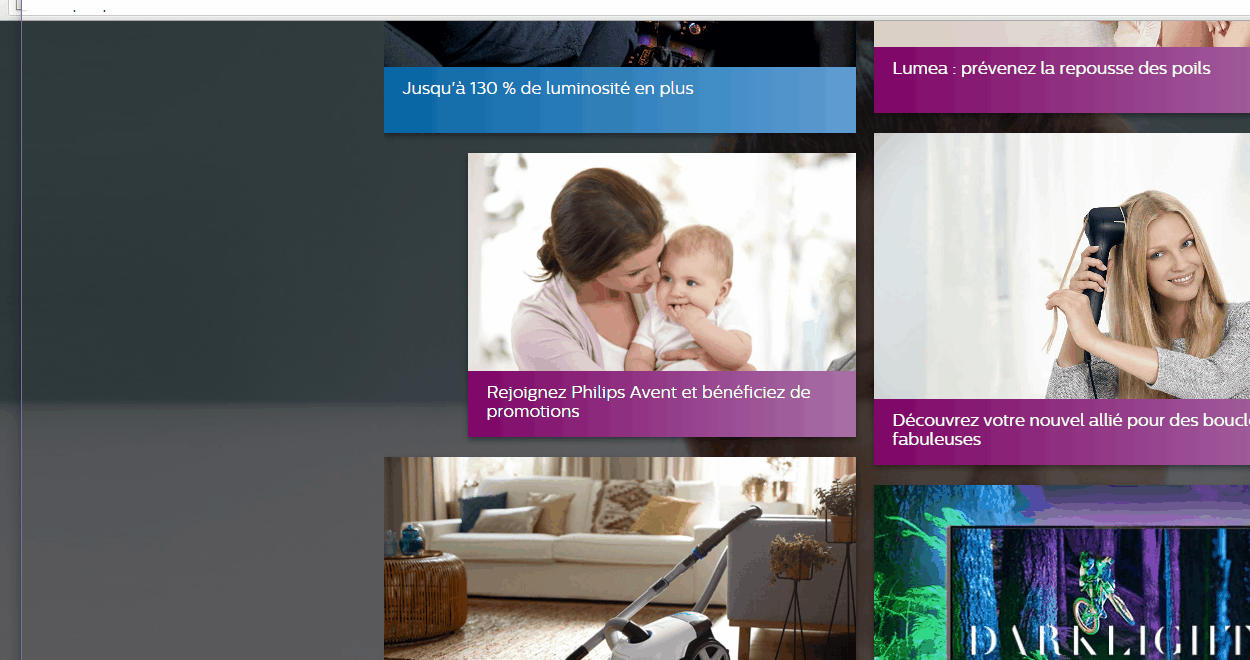 Jusqu'à 130 % de luminosité en plus
Lumea : prévenez la repousse des poils
Rejoignez Philips Avent et bénéficiez de
promotions
Découvrez votre nouvel allié pour des
fabuleuses
DARKLIGHT